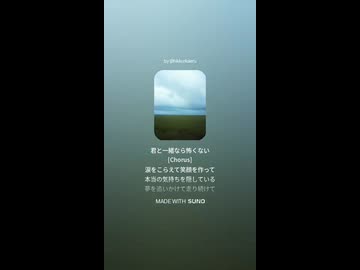 君と一緒なら怖くない
[Chorus]
涙をこらえて笑顔を作って
本当の気持ちを隠している
夢を追いかけて走り続けて
MADE WITH SUNO